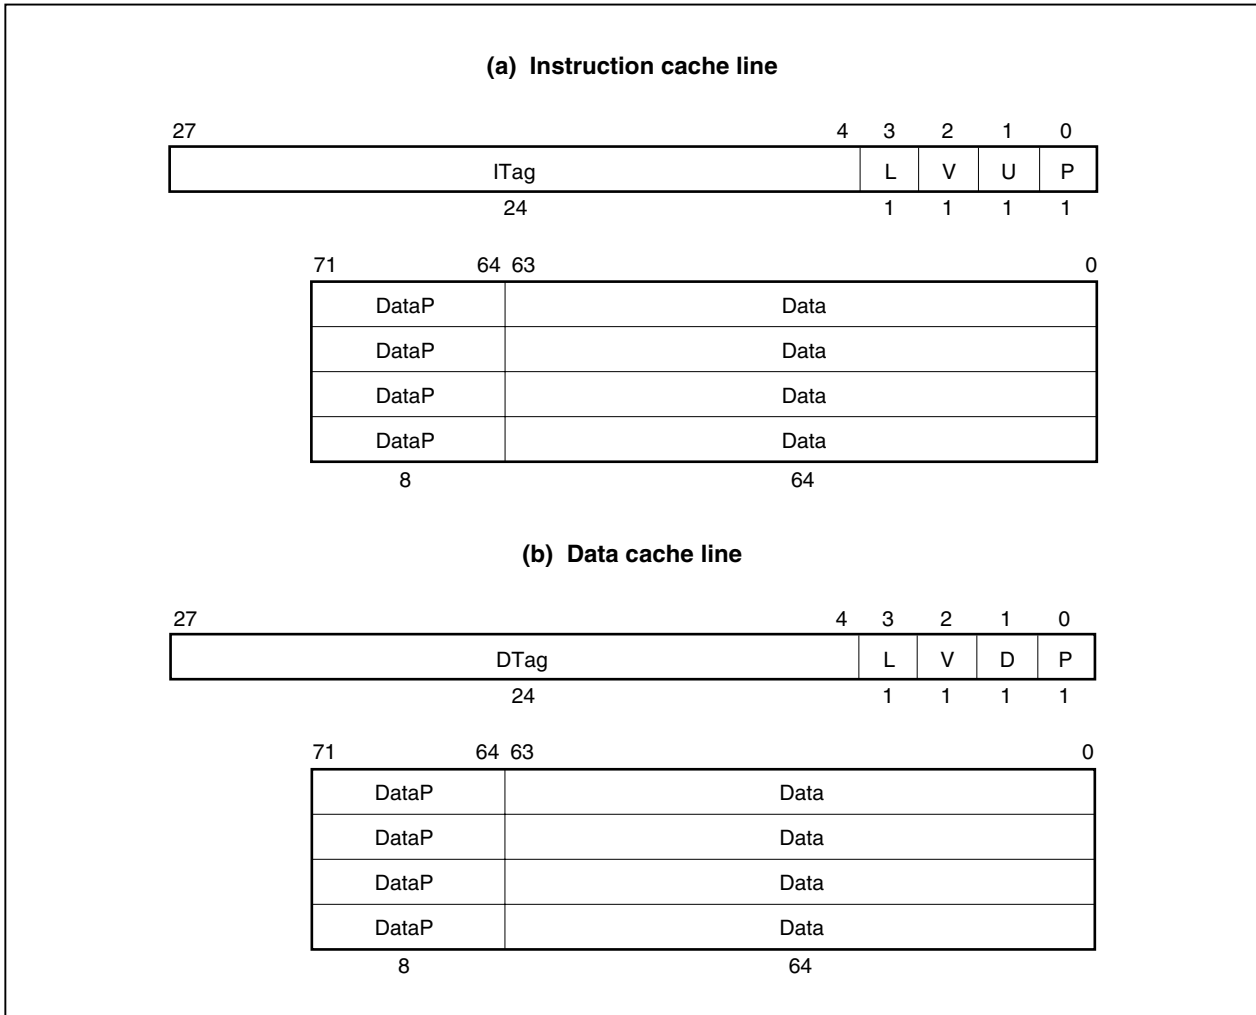 (a) Instruction cache line
27 4 3 2 1 0
ITag L V U P
24 1 1 1 1
71 64 63 0
DataP Data
DataP Data
DataP Data
DataP Data
8 64
(b) Data cache line
27 4 3 2 1 0
DTag L V D P
24 1 1 1 1
71 64 63 0
DataP Data
DataP Data
DataP Data
DataP Data
8 64